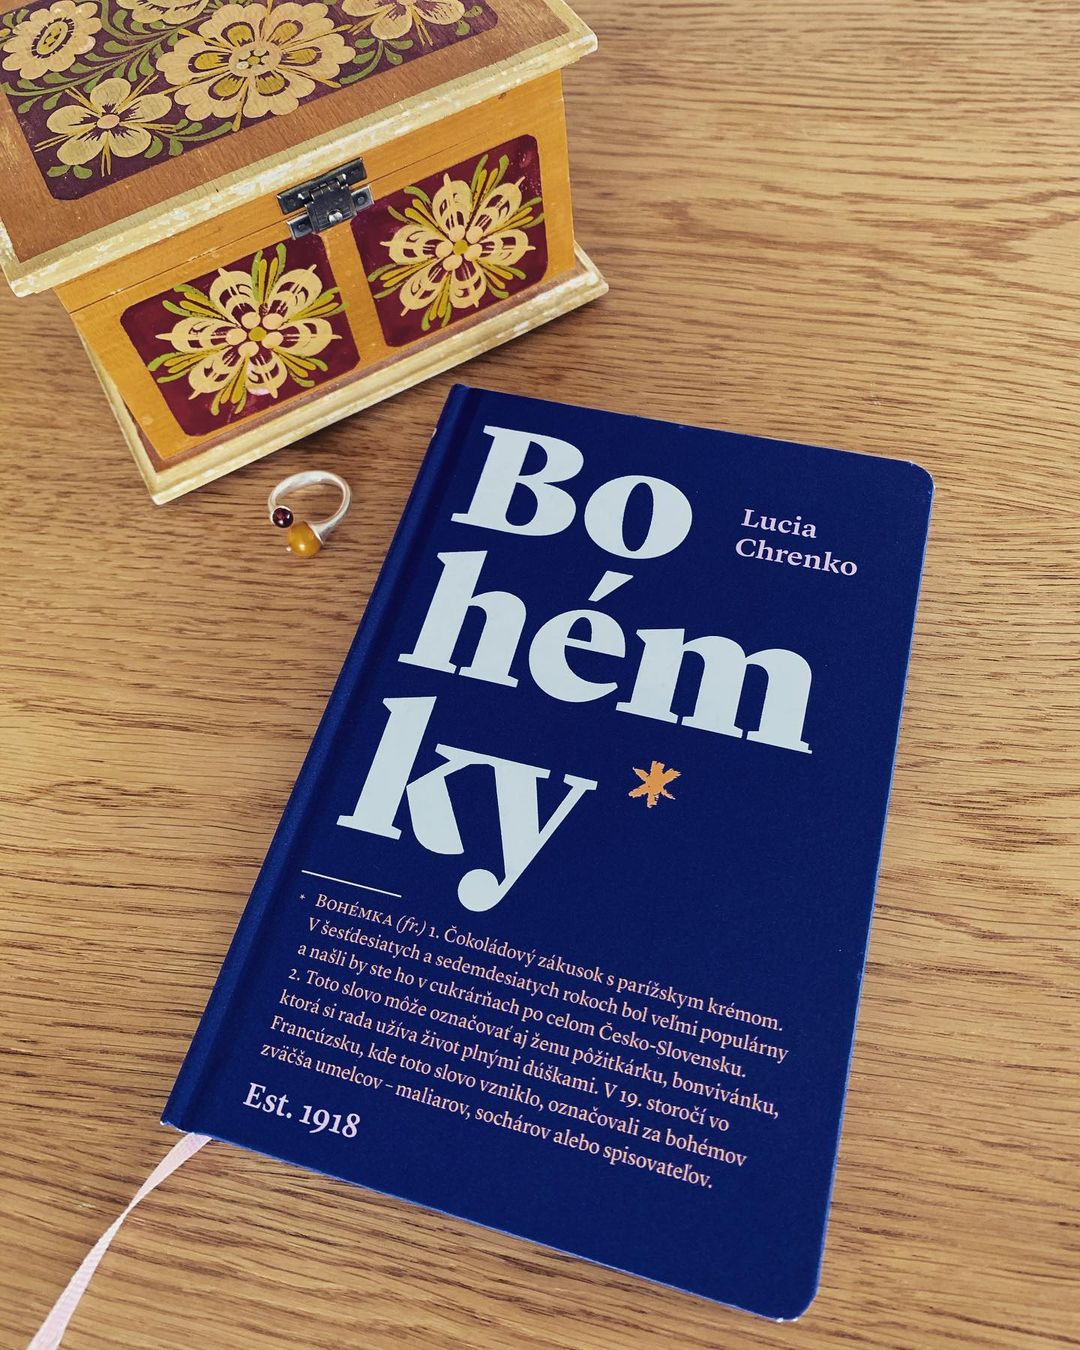 Bo
hém
ky *
Lucia
Chrenko
* BOHÉMKA (fr.) 1. Čokoládový zákusok s parížskym krémom.
V šesťdesiatych a sedemdesiatych rokoch bol veľmi populárny
a našli by ste ho v cukrárňach po celom Česko-Slovensku.
2. Toto slovo môže označovať aj ženu pôžitkárku, bonvivánku,
ktorá si rada užíva život plnými dúškami. V 19. storočí vo
Francúzsku, kde toto slovo vzniklo, označovali za bohémov
zväčša umelcov – maliarov, sochárov alebo spisovateľov.
Est. 1918